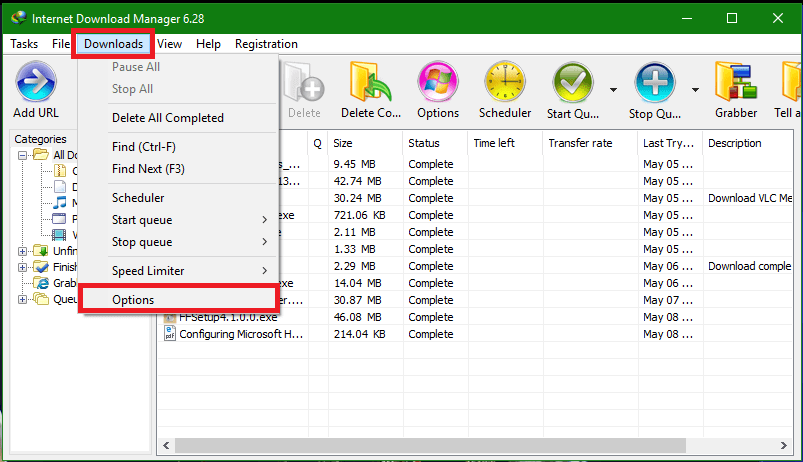 Internet Download Manager 6.28
Tasks File Downloads View Help Registration
Add URL Delete Delete Co... Options Scheduler Start Qu... Stop Qu... Grabber Tell a
Pause All
Stop All
Delete All Completed
Find (Ctrl-F)
Find Next (F3)
Scheduler
Start queue
Stop queue
Speed Limiter
Options
Categories
All Do
Unfin
Finish
Grab
Queu
Q Size Status Time left Transfer rate Last Try... Description
9.45 MB Complete May 05 ...
42.74 MB Complete May 05 ...
30.24 MB Complete May 05 ... Download VLC Me
.exe 721.06 KB Complete May 05 ...
2.11 MB Complete May 05 ...
1.33 MB Complete May 05 ...
2.29 MB Complete May 06 ... Download comple
.exe 14.04 MB Complete May 06 ...
er.... 30.87 MB Complete May 07 ...
FFSetup4.1.0.0.exe 46.08 MB Complete May 08 ...
Configuring Microsoft H... 214.04 KB Complete May 08 ...